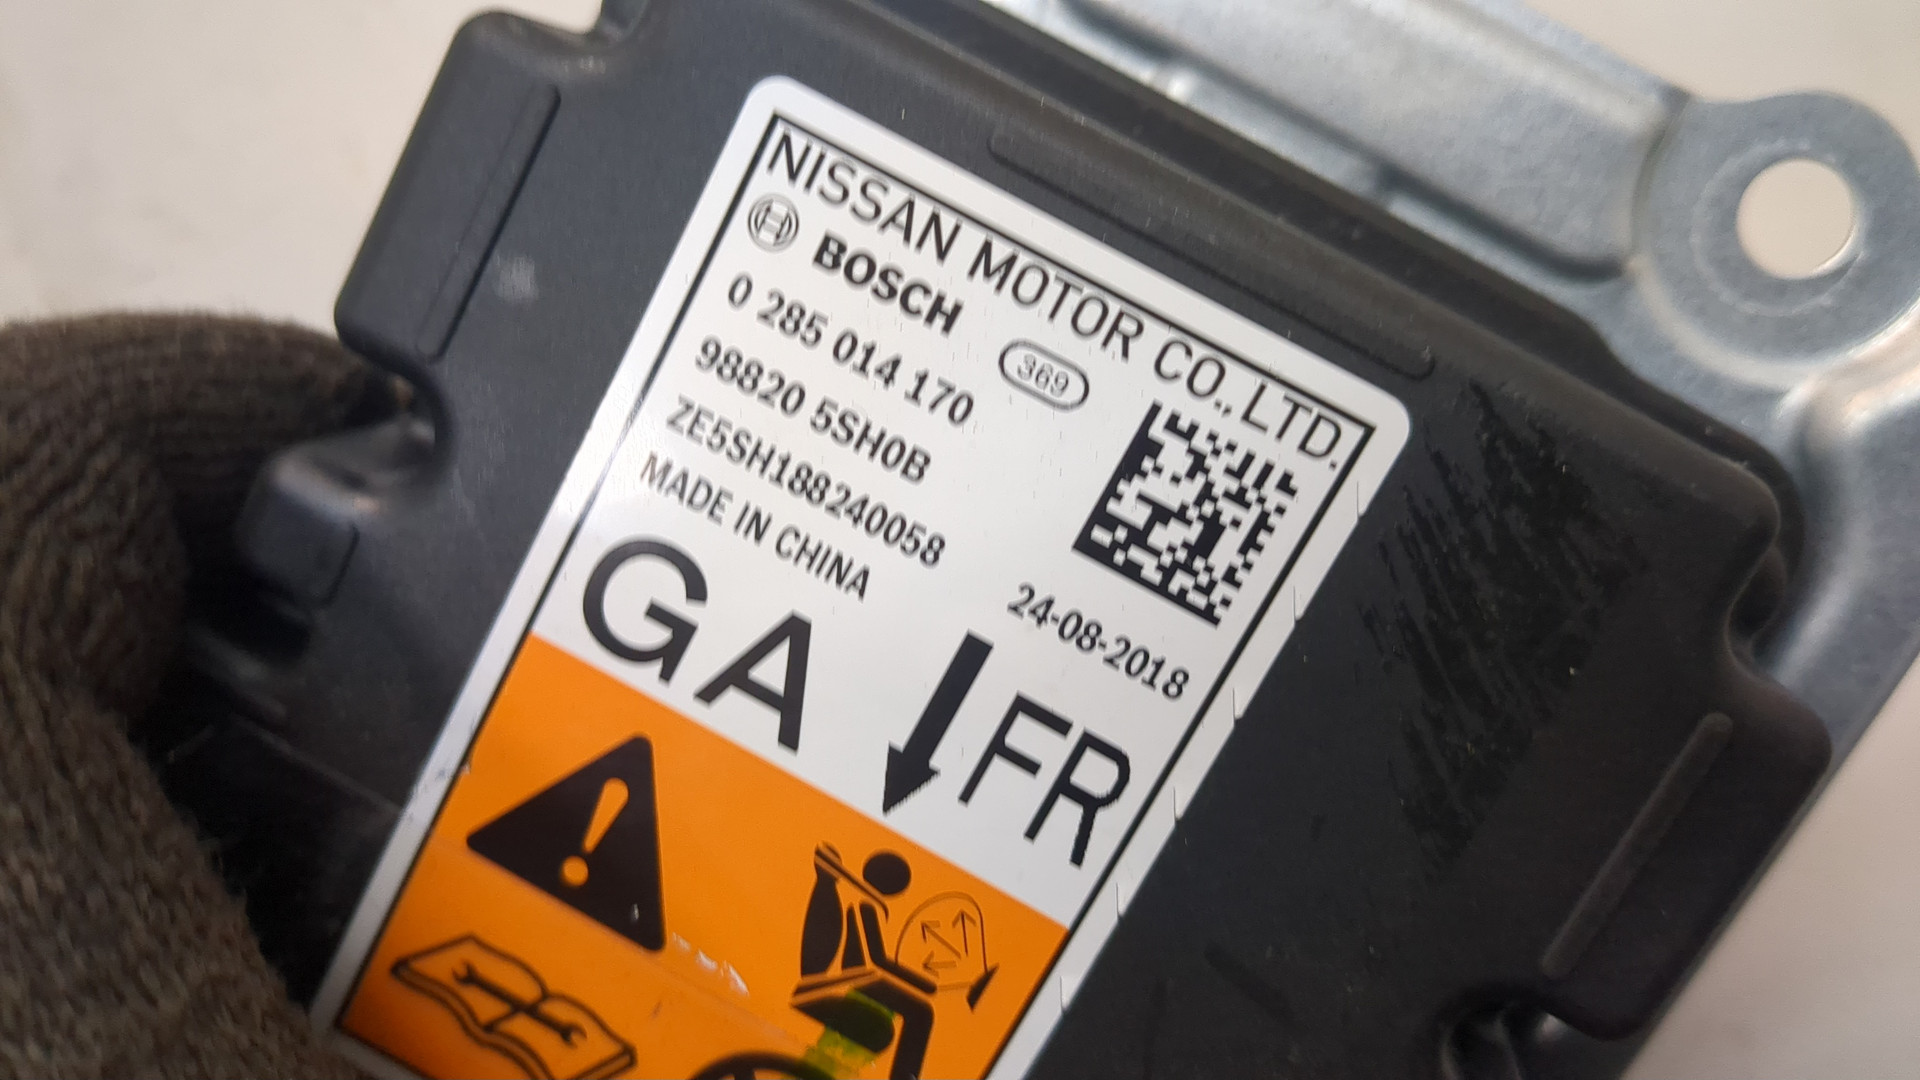 NISSAN MOTOR CO., LTD.
BOSCH
0 285 014 170
369
98820 5SH0B
ZE5SH188240058
MADE IN CHINA
24-08-2018
GA
FR